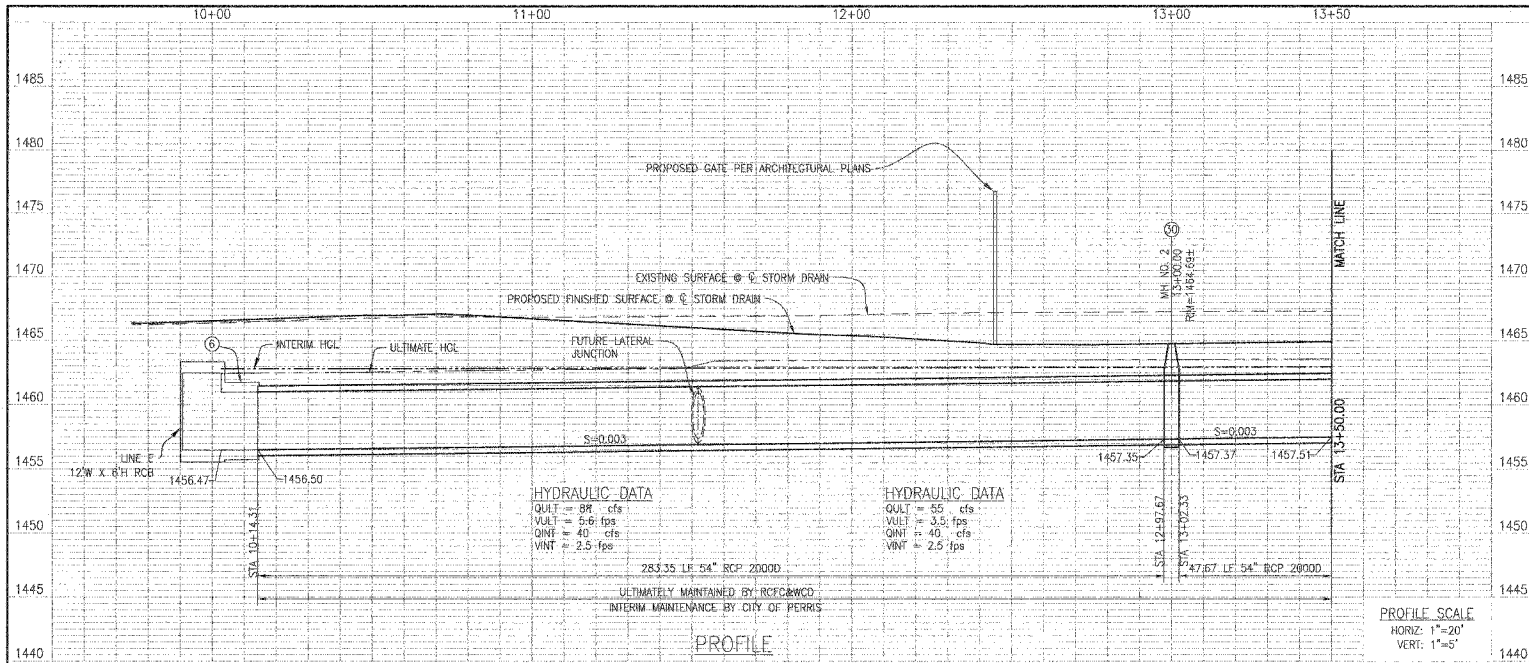 10+00 11+00 12+00 13+00 13+50
1485 1485
1480 1480
PROPOSED GATE PER ARCHITECTURAL PLANS
1475 1475
MATCH LINE
30
MH NO. 2
13+00.00
RIM=1464.69±
1470 1470
EXISTING SURFACE @ ℄ STORM DRAIN
PROPOSED FINISHED SURFACE @ ℄ STORM DRAIN
1465 1465
6
INTERIM HGL
ULTIMATE HGL
FUTURE LATERAL
JUNCTION
1460 1460
S=0.003 S=0.003
LINE E
12'W X 6'H RCB
1455 1455
1456.47 1456.50 1457.35 1457.37 1457.51
STA 13+50.00
HYDRAULIC DATA
QULT = cfs
VULT = 5.6 fps
QINT = 40 cfs
VINT = 2.5 fps
HYDRAULIC DATA
QULT = 55 cfs
VULT = 3.5 fps
QINT = 40 cfs
VINT = 2.5 fps
1450 1450
STA 10+14.31
STA 12+97.67
STA 13+02.33
283.35 LF 54" RCP 2000D 47.67 LF 54" RCP 2000D
1445 1445
ULTIMATELY MAINTAINED BY RCFC&WCD
INTERIM MAINTENANCE BY CITY OF PERRIS
PROFILE
PROFILE SCALE
HORIZ: 1"=20'
VERT: 1"=5'
1440 1440